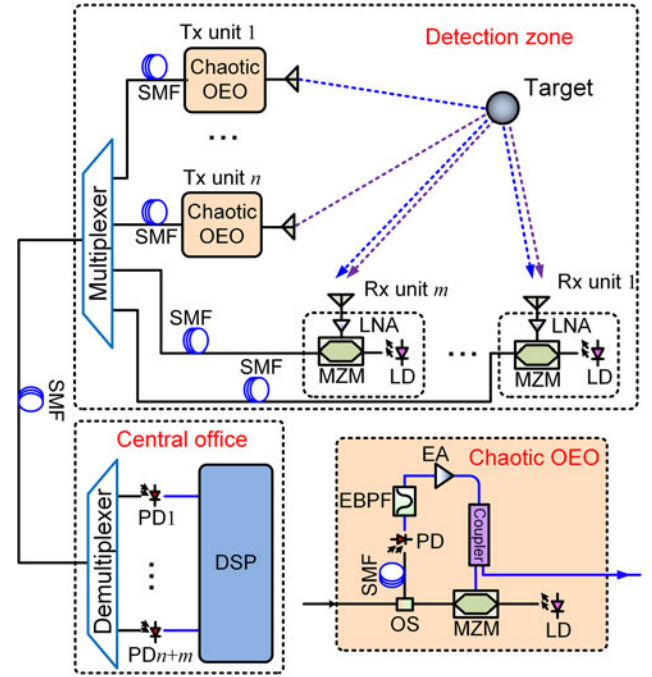 Tx unit 1
Detection zone
Chaotic
OEO
SMF
Target
...
Tx unit n
Chaotic
OEO
SMF
Multiplexer
Rx unit m
Rx unit 1
LNA
LNA
SMF
...
MZM
LD
MZM
LD
SMF
SMF
Central office
Demultiplexer
PD1
...
PDn+m
DSP
Chaotic OEO
EA
EBPF
PD
Coupler
SMF
OS
MZM
LD